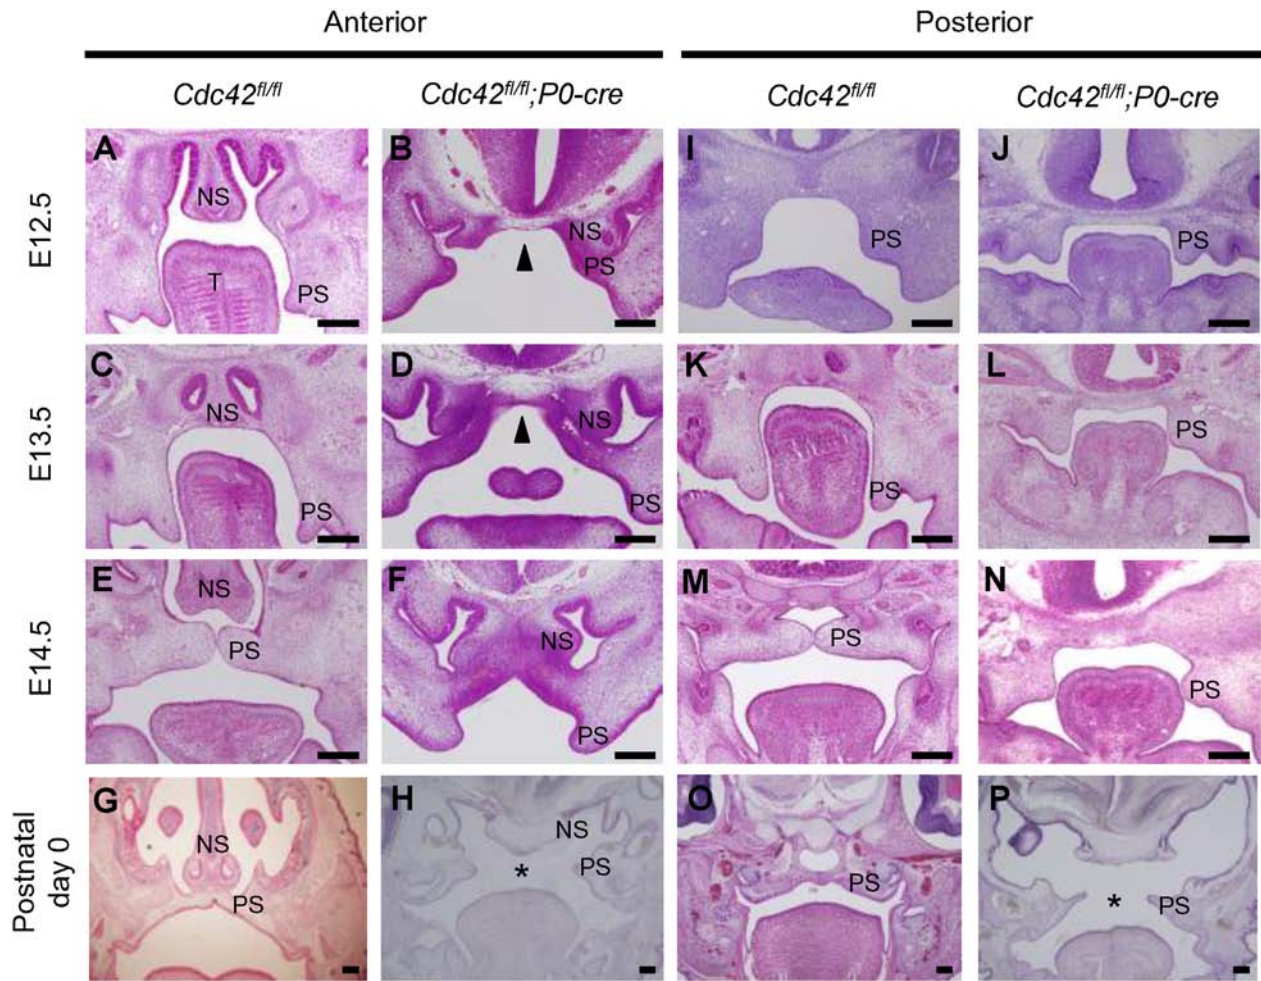 Anterior Posterior
Cdc42fl/fl Cdc42fl/fl;P0-cre Cdc42fl/fl Cdc42fl/fl;P0-cre
E12.5
A NS T PS
B NS PS
I PS
J PS
E13.5
C NS PS
D NS PS
K PS
L PS
E14.5
E NS PS
F NS PS
M PS
N PS
Postnatal
day 0
G NS PS
H NS PS *
O PS
P * PS